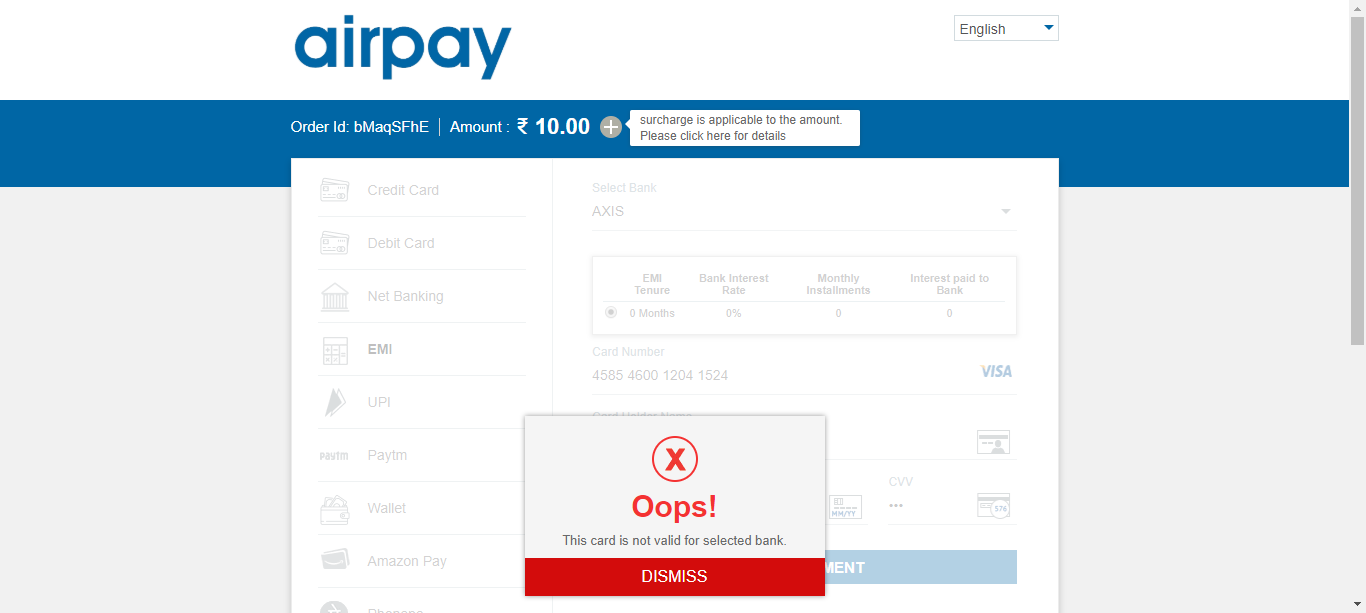 airpay
English
Order Id: bMaqSFhE
Amount : ₹ 10.00
surcharge is applicable to the amount.
Please click here for details
Credit Card
Debit Card
Net Banking
EMI
UPI
Paytm
Paytm
Wallet
Amazon Pay
Select Bank
AXIS
EMI Tenure
Bank Interest Rate
Monthly Installments
Interest paid to Bank
0 Months 0% 0 0
Card Number
4585 4600 1204 1524
VISA
Card Holder Name
MM/YY
CVV
•••
576
MENT
X
Oops!
This card is not valid for selected bank.
DISMISS